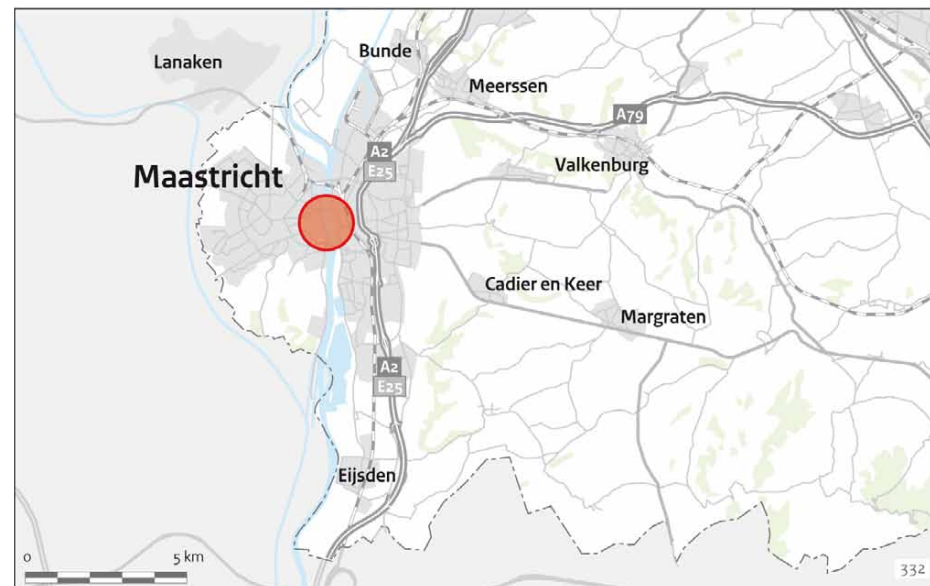 Bunde
Lanaken
Meerssen
A79
A2
E25
Valkenburg
Maastricht
Cadier en Keer
Margraten
A2
E25
Eijsden
0 5 km
332